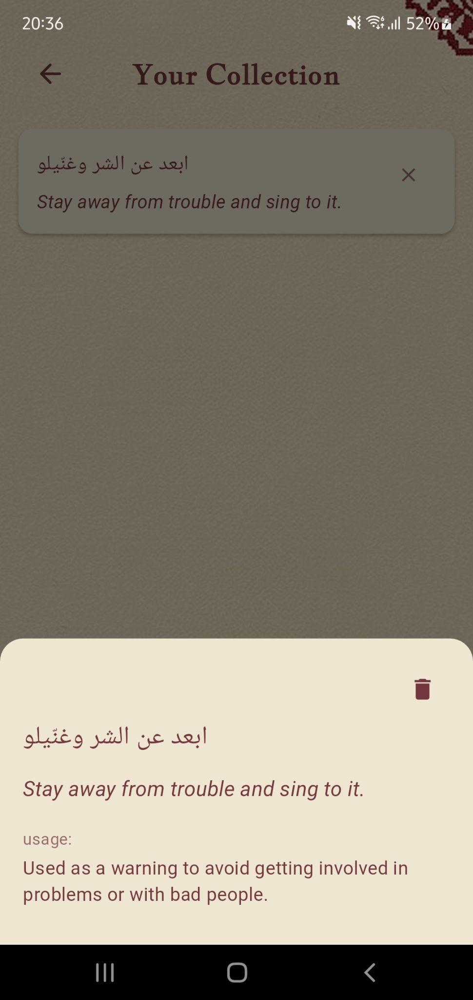 20:36
52%
Your Collection
ابعد عن الشر وغنّيلو
Stay away from trouble and sing to it.
ابعد عن الشر وغنّيلو
Stay away from trouble and sing to it.
usage:
Used as a warning to avoid getting involved in
problems or with bad people.